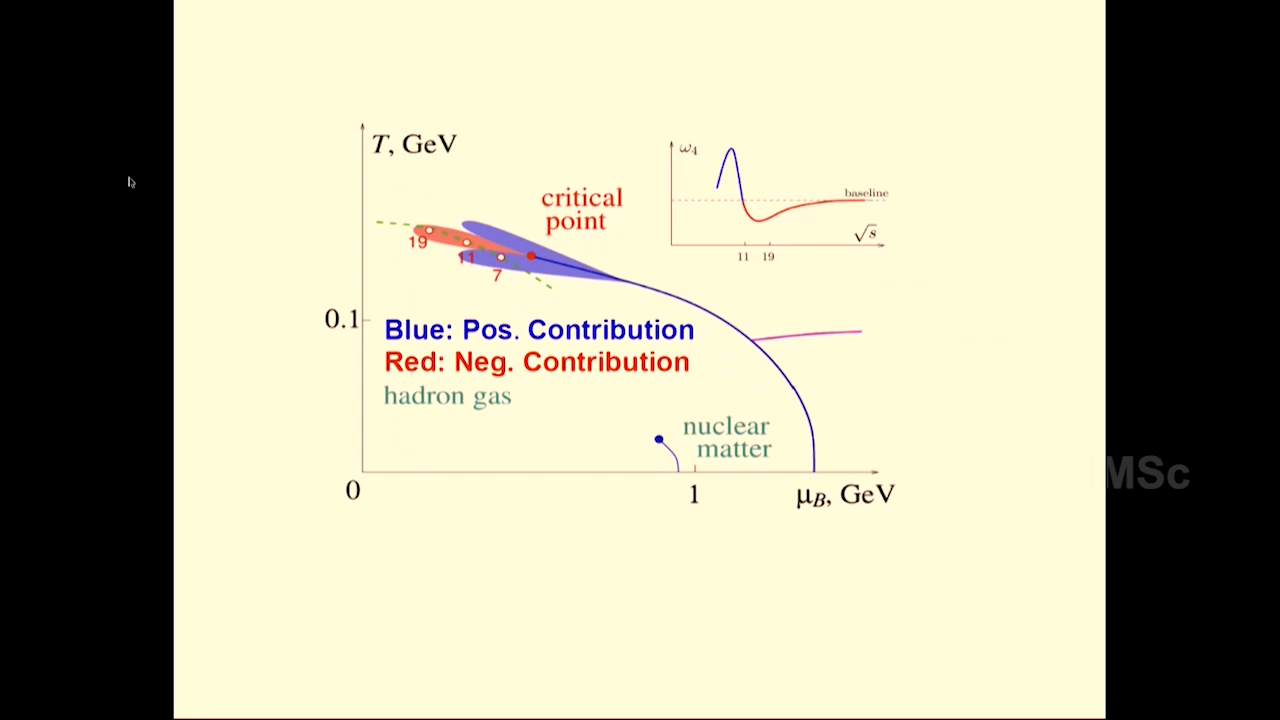 T, GeV
ω4
baseline
√s
11 19
critical
point
19
11
7
0.1
Blue: Pos. Contribution
Red: Neg. Contribution
hadron gas
nuclear
matter
0
1
μB, GeV
MSc